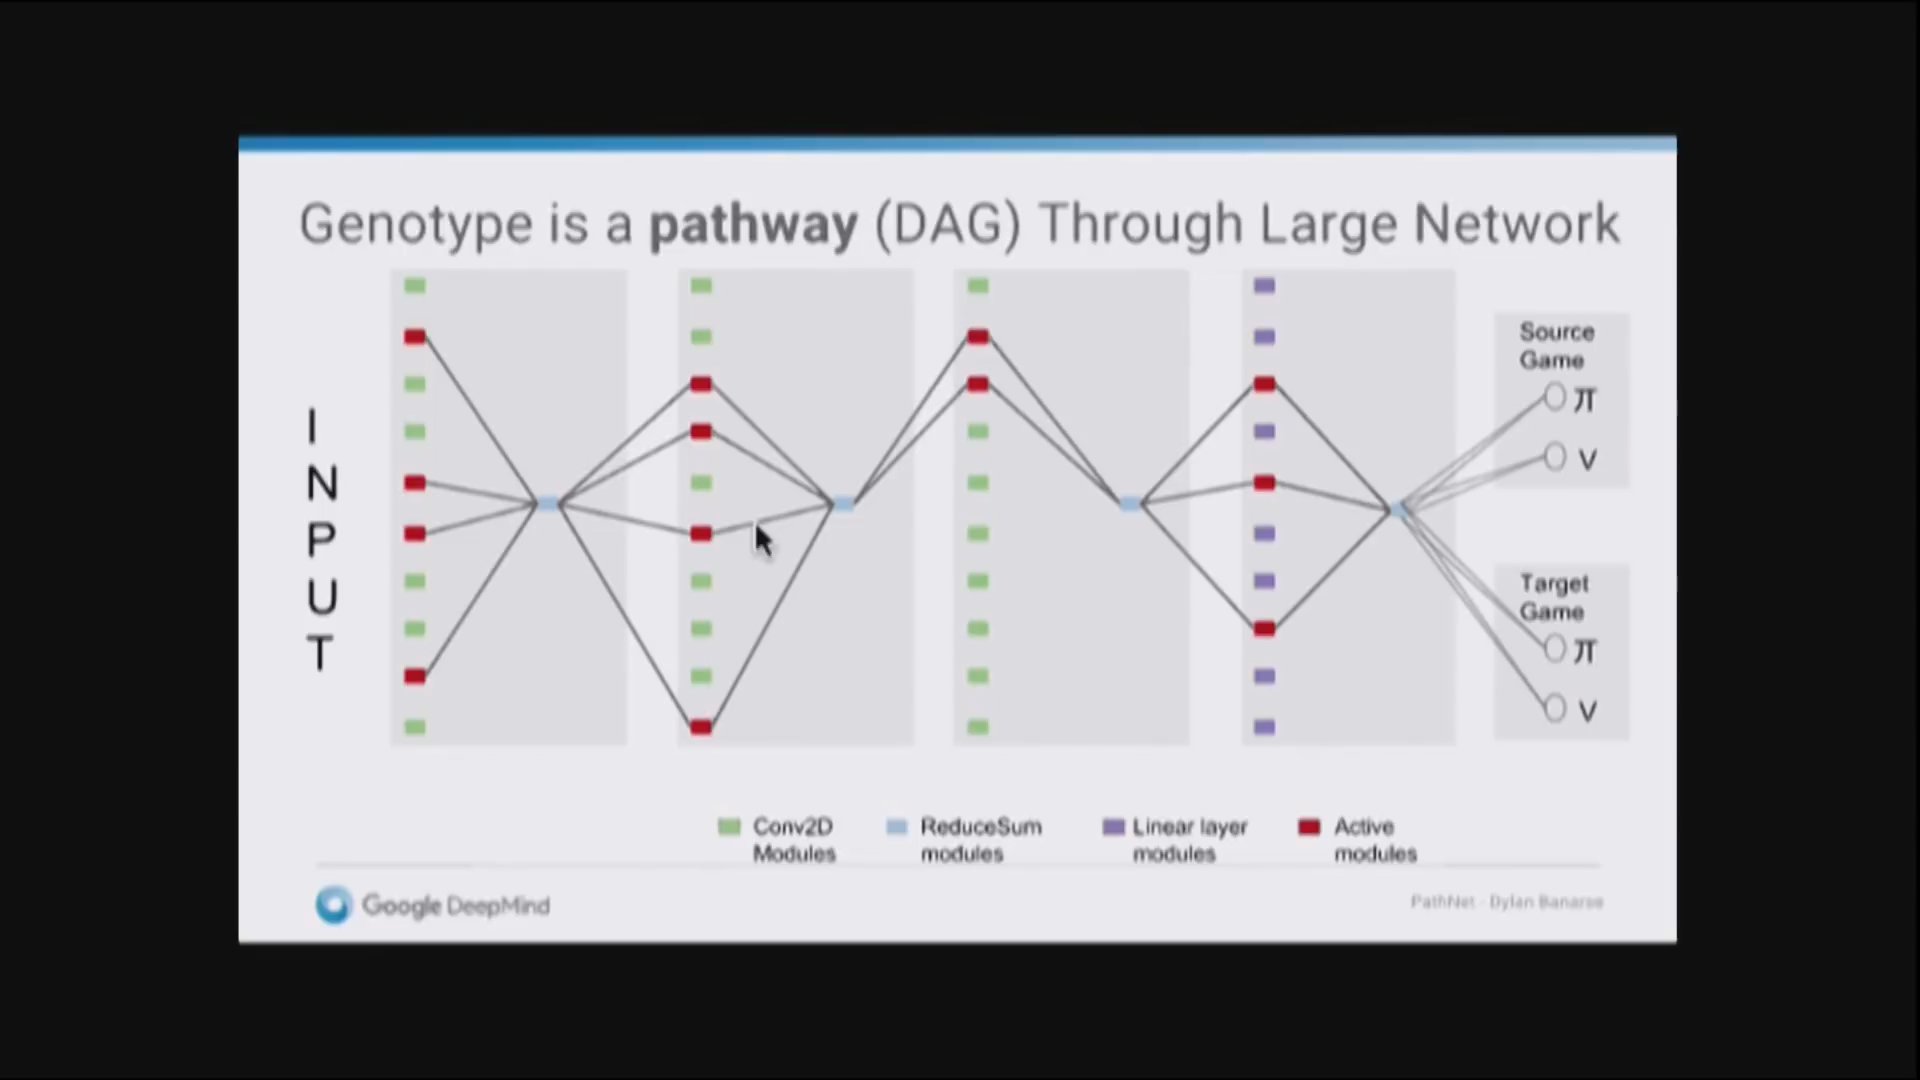 Genotype is a pathway (DAG) Through Large Network
INPUT
Source
Game
π
V
Target
Game
π
V
Conv2D
Modules
ReduceSum
modules
Linear layer
modules
Active
modules
Google DeepMind
PathNet - Dylan Banarse